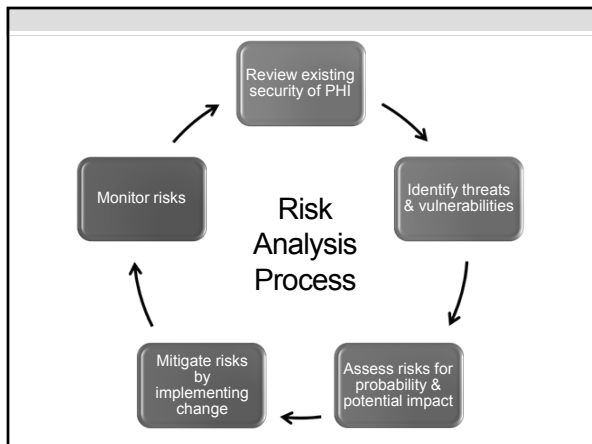 Review existing
security of PHI
Identify threats
& vulnerabilities
Assess risks for
probability &
potential impact
Mitigate risks
by
implementing
change
Monitor risks
Risk
Analysis
Process